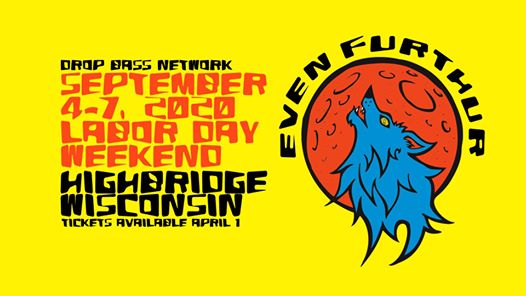 DROP BASS NETWORK
SEPTEMBER
4-7, 2020
LABOR DAY
WEEKEND
HIGHBRIDGE
WISCONSIN
TICKETS AVAILABLE APRIL 1
EVEN FURTHUR